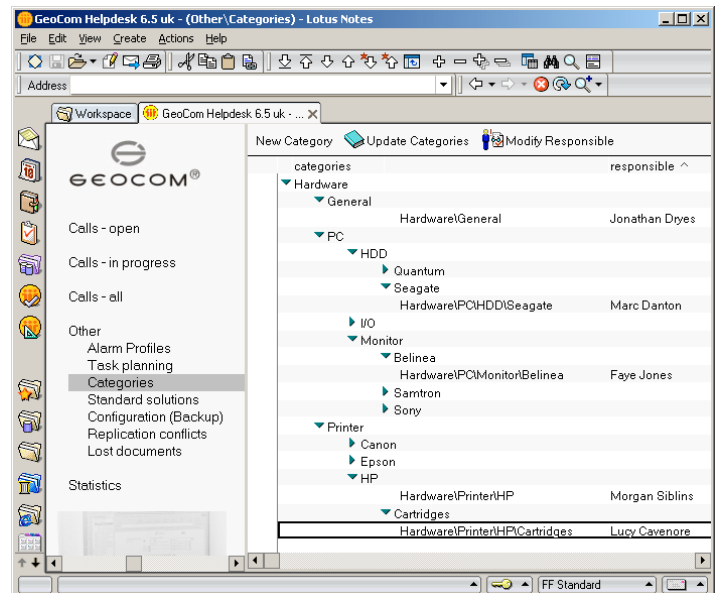 GeoCom Helpdesk 6.5 uk - (Other\Categories) - Lotus Notes
File Edit View Create Actions Help
Address
Workspace GeoCom Helpdesk 6.5 uk - ...
GEOCOM®
Calls - open
Calls - in progress
Calls - all
Other
Alarm Profiles
Task planning
Categories
Standard solutions
Configuration (Backup)
Replication conflicts
Lost documents
Statistics
New Category Update Categories Modify Responsible
categories responsible ^
Hardware
General
Hardware\General Jonathan Dryes
PC
HDD
Quantum
Seagate
Hardware\PC\HDD\Seagate Marc Danton
I/O
Monitor
Belinea
Hardware\PC\Monitor\Belinea Faye Jones
Samtron
Sony
Printer
Canon
Epson
HP
Hardware\Printer\HP Morgan Siblins
Cartridges
Hardware\Printer\HP\Cartridges Lucy Cavenore
FF Standard